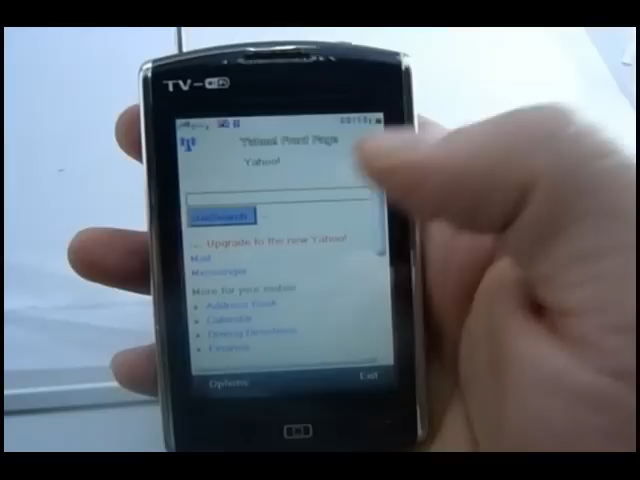 TV-WiFi
Yahoo! Front Page
Yahoo!
Upgrade to the new Yahoo!
Mail
Messenger
More for your mobile
Address Book
Calendar
Driving Directions
Finance
Options
Exit